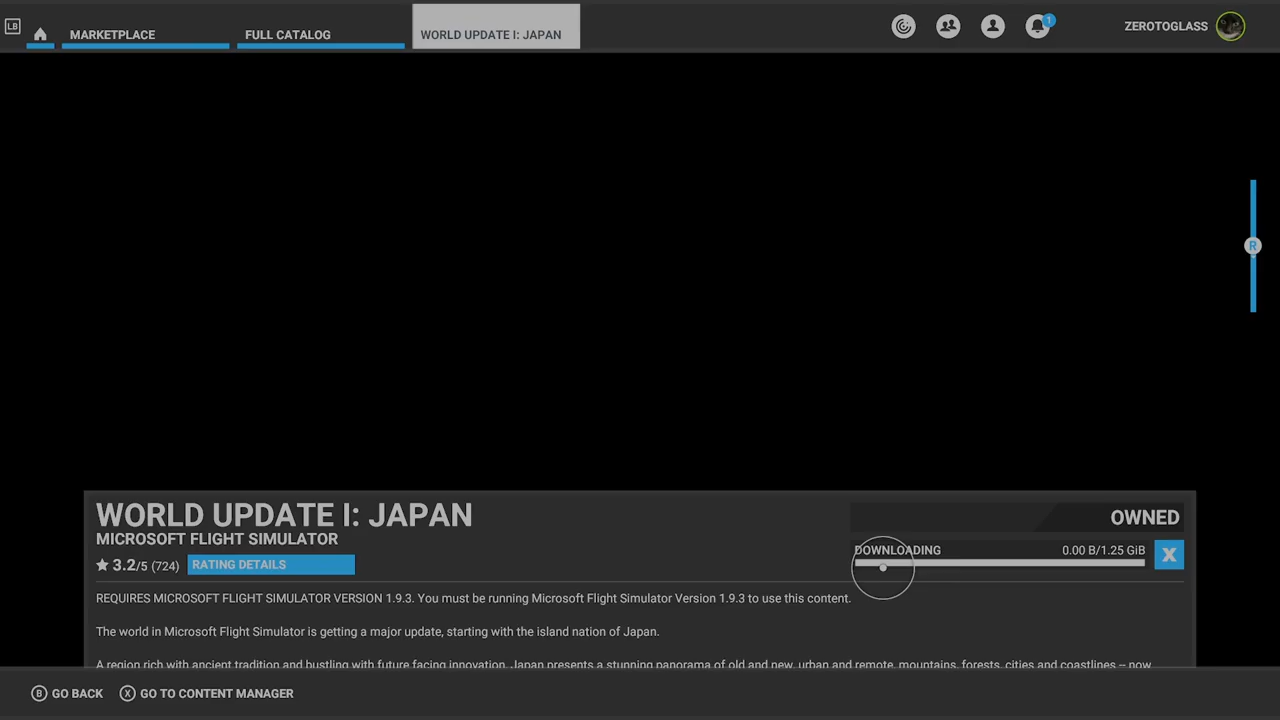 LB
MARKETPLACE
FULL CATALOG
WORLD UPDATE I: JAPAN
1
ZEROTOGLASS
R
WORLD UPDATE I: JAPAN
OWNED
MICROSOFT FLIGHT SIMULATOR
DOWNLOADING 0.00 B/1.25 GiB X
3.2/5 (724) RATING DETAILS
REQUIRES MICROSOFT FLIGHT SIMULATOR VERSION 1.9.3. You must be running Microsoft Flight Simulator Version 1.9.3 to use this content.
The world in Microsoft Flight Simulator is getting a major update, starting with the island nation of Japan.
A region rich with ancient tradition and bustling with future facing innovation, Japan presents a stunning panorama of old and new, urban and remote, mountains, forests, cities and coastlines – now
B GO BACK X GO TO CONTENT MANAGER